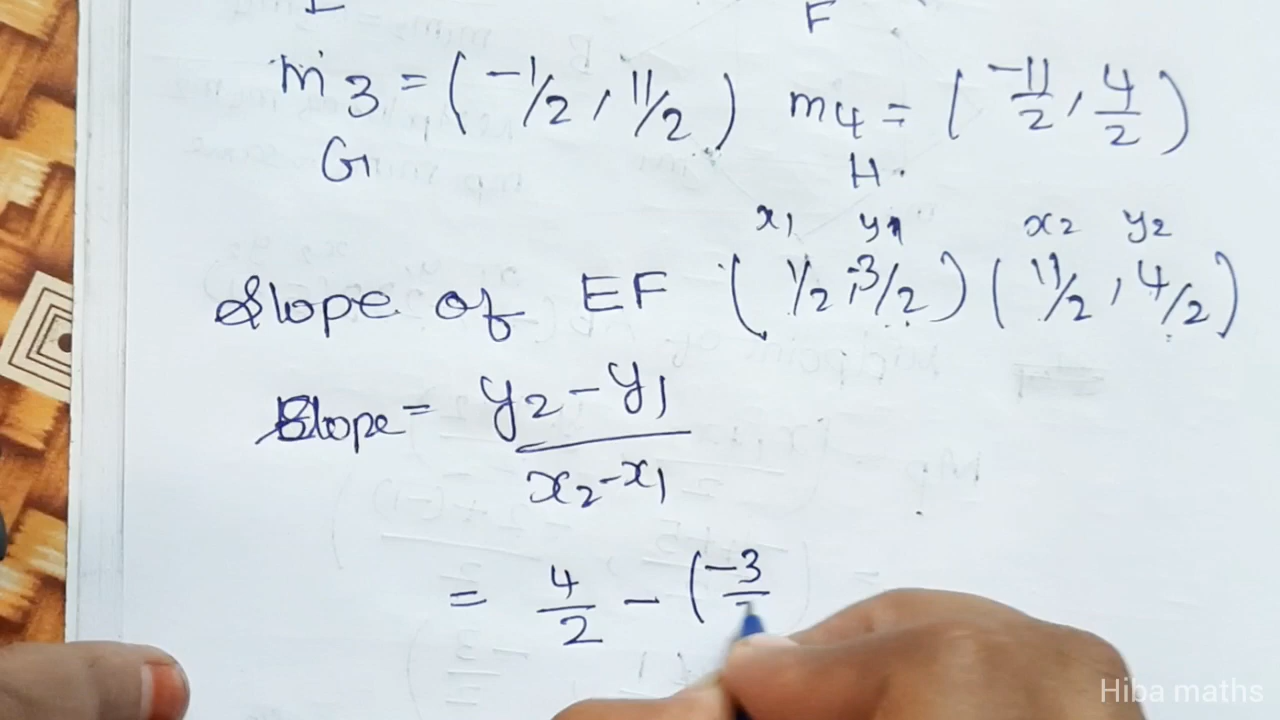 F
m3 = (-1/2, 11/2) m4 = (-11/2, 4/2)
G H
x1 y1 x2 y2
Slope of EF (1/2, -3/2) (11/2, 4/2)
Slope = y2 - y1
x2 - x1
= 4/2 - (-3
Hiba maths